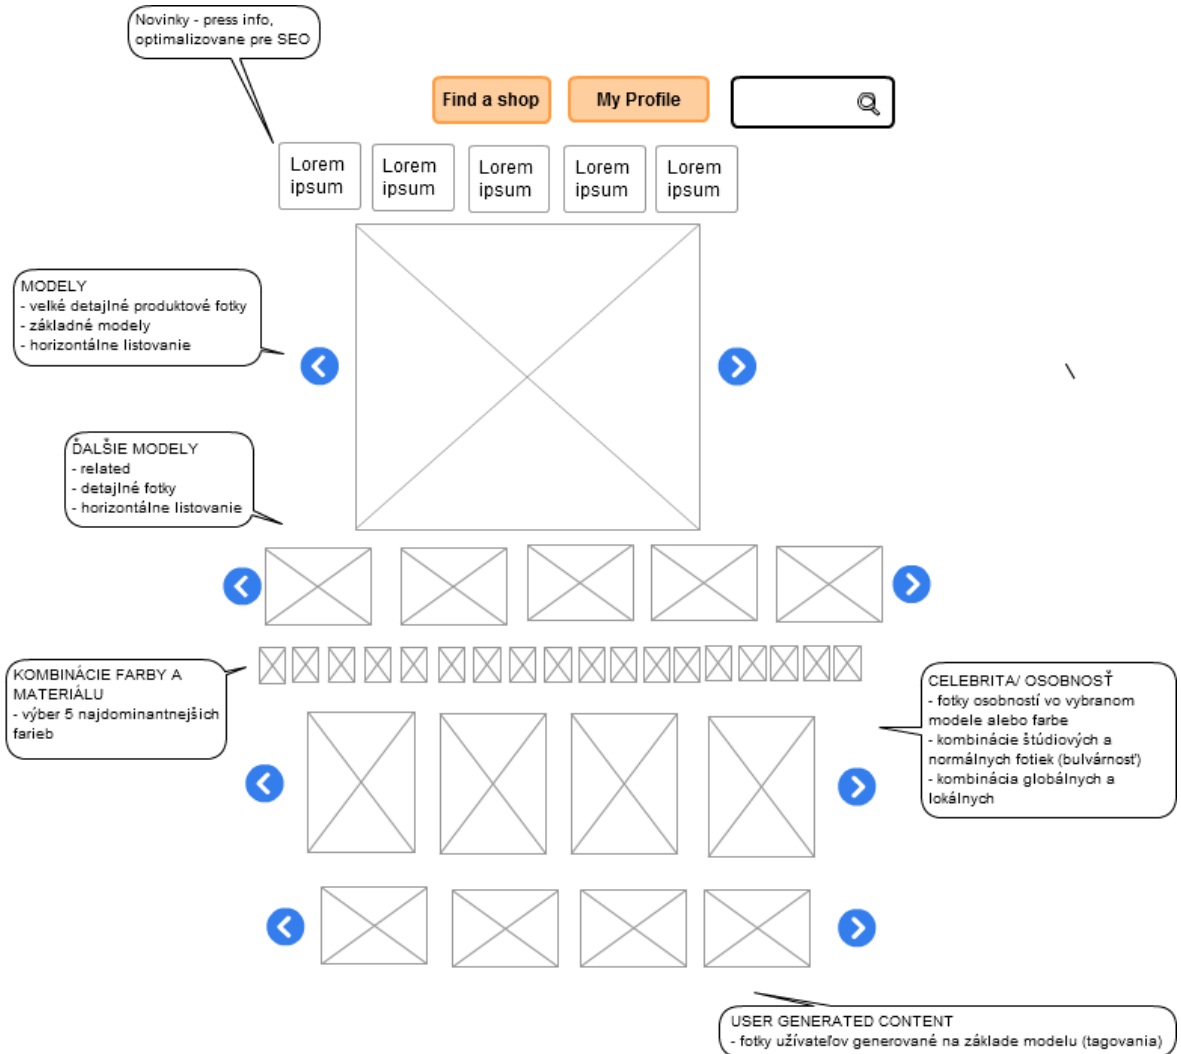 Novinky - press info,
optimalizovane pre SEO
Find a shop
My Profile
Lorem
ipsum
Lorem
ipsum
Lorem
ipsum
Lorem
ipsum
Lorem
ipsum
MODELY
- velké detajlné produktové fotky
- základné modely
- horizontálne listovanie
ĎALŠIE MODELY
- related
- detajlné fotky
- horizontálne listovanie
KOMBINÁCIE FARBY A
MATERIÁLU
- výber 5 najdominantnejších
farieb
CELEBRITA/ OSOBNOSŤ
- fotky osobností vo vybranom
modele alebo farbe
- kombinácie štúdiových a
normálnych fotiek (bulvárnosť)
- kombinácia globálnych a
lokálnych
USER GENERATED CONTENT
- fotky užívateľov generované na základe modelu (tagovania)